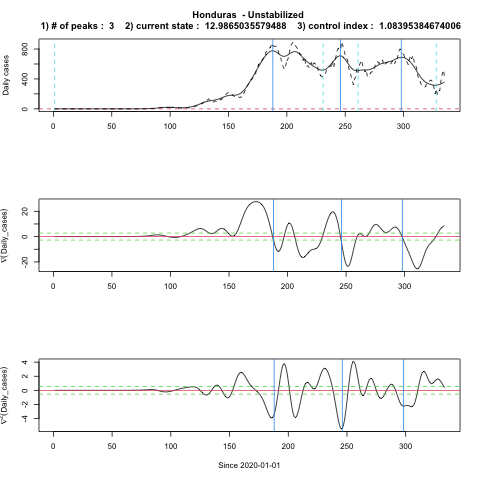 Honduras - Unstabilized
1) # of peaks : 3 2) current state : 12.9865035579488 3) control index : 1.08395384674006
Daily cases
800
400
0
0 50 100 150 200 250 300
∇(Daily_cases)
20
0
-20
0 50 100 150 200 250 300
∇²(Daily_cases)
4
2
0
-2
-4
0 50 100 150 200 250 300
Since 2020-01-01